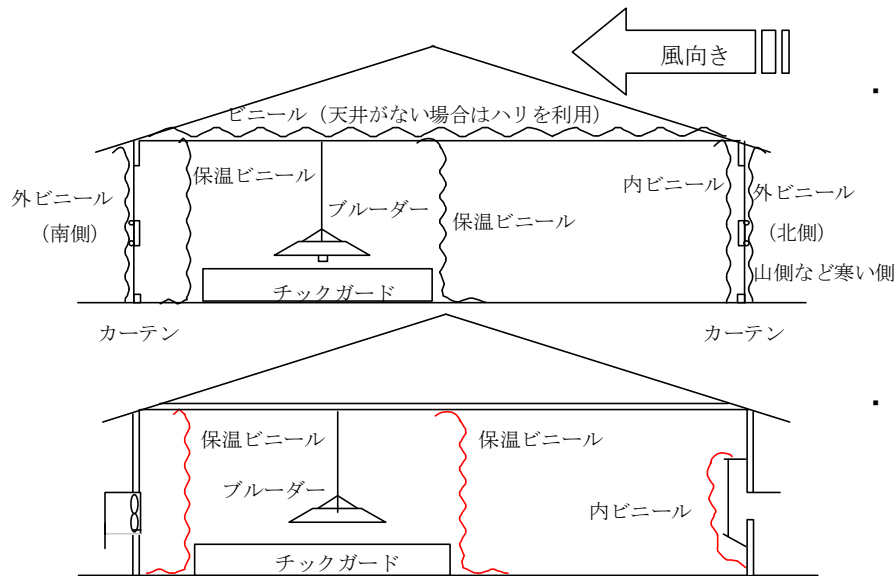 風向き
ビニール（天井がない場合はハリを利用）
保温ビニール
内ビニール
外ビニール
（南側）
ブルーダー
保温ビニール
外ビニール
（北側）
山側など寒い側
チックガード
カーテン
カーテン
保温ビニール
保温ビニール
ブルーダー
内ビニール
チックガード